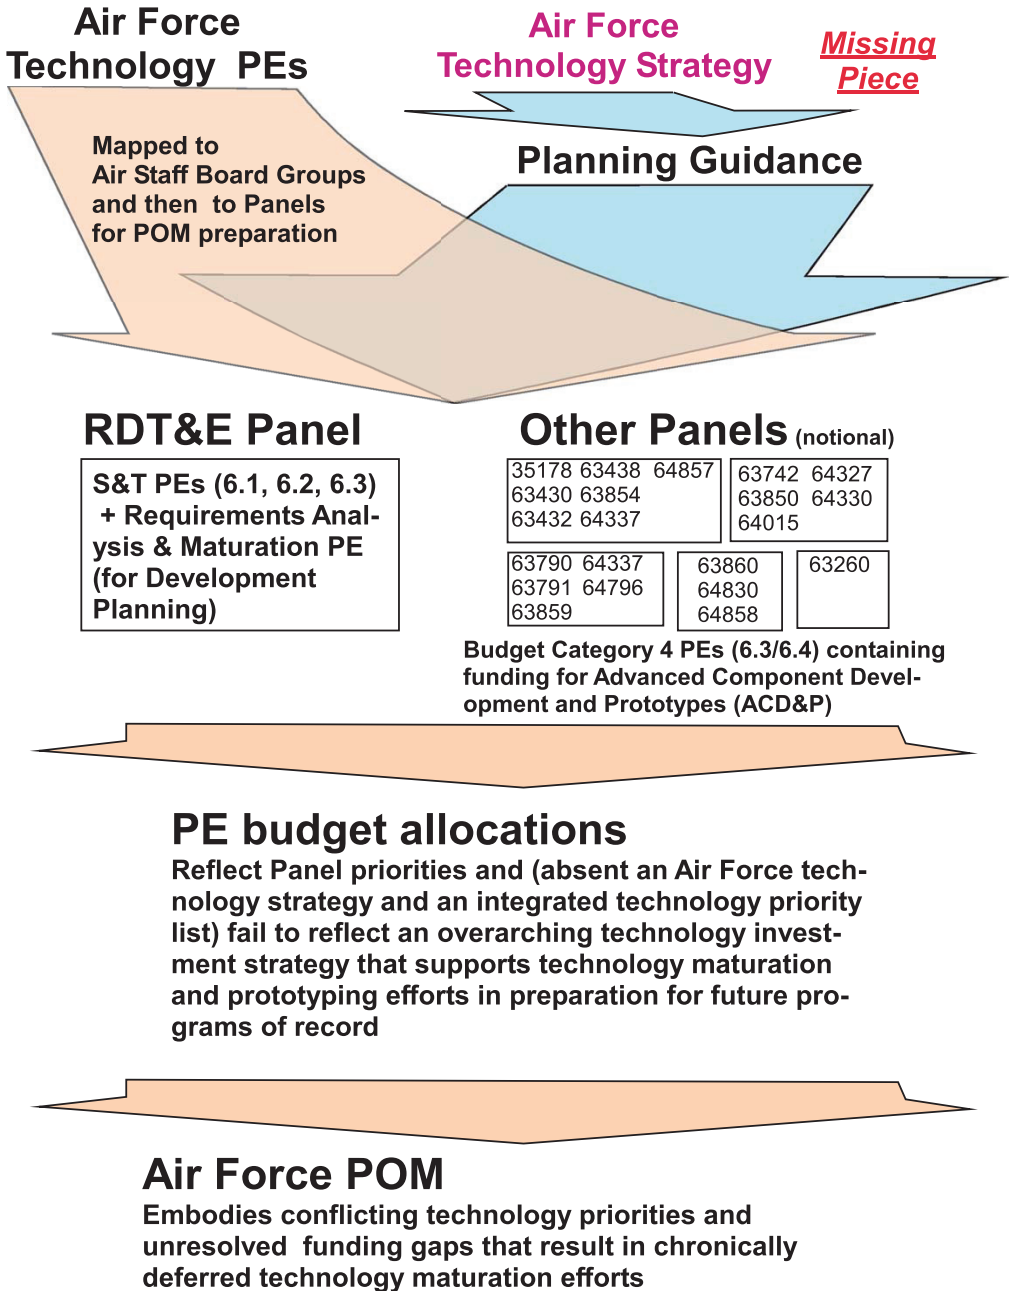 Air Force
Technology PEs
Air Force
Technology Strategy
Missing
Piece
Mapped to
Air Staff Board Groups
and then to Panels
for POM preparation
Planning Guidance
RDT&E Panel
S&T PEs (6.1, 6.2, 6.3)
+ Requirements Anal-
ysis & Maturation PE
(for Development
Planning)
Other Panels (notional)
35178 63438 64857
63430 63854
63432 64337
63742 64327
63850 64330
64015
63790 64337
63791 64796
63859
63860
64830
64858
63260
Budget Category 4 PEs (6.3/6.4) containing
funding for Advanced Component Devel-
opment and Prototypes (ACD&P)
PE budget allocations
Reflect Panel priorities and (absent an Air Force tech-
nology strategy and an integrated technology priority
list) fail to reflect an overarching technology invest-
ment strategy that supports technology maturation
and prototyping efforts in preparation for future pro-
grams of record
Air Force POM
Embodies conflicting technology priorities and
unresolved funding gaps that result in chronically
deferred technology maturation efforts